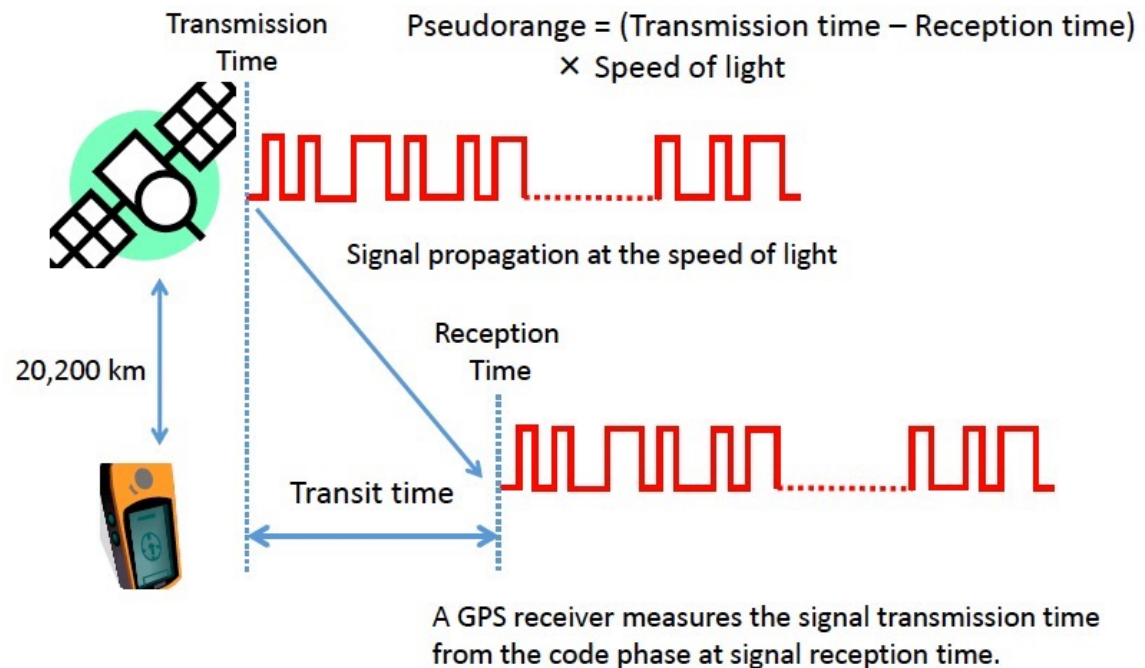 Transmission
Time
Pseudorange = (Transmission time – Reception time)
× Speed of light
Signal propagation at the speed of light
Reception
Time
20,200 km
Transit time
A GPS receiver measures the signal transmission time
from the code phase at signal reception time.